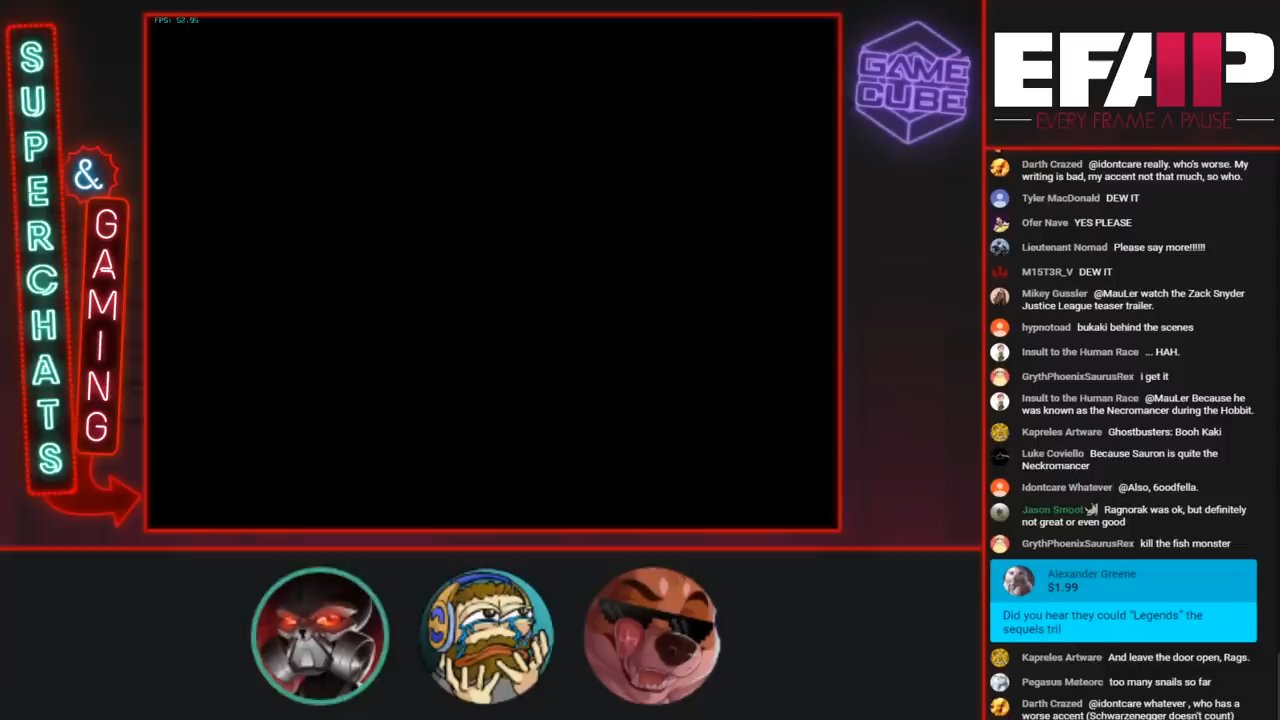 FPS: 52.95
SUPERCHATS
&
GAMING
GAME
CUBE
EFAP
EVERY FRAME A PAUSE
Darth Crazed @idontcare really. who's worse. My
writing is bad, my accent not that much, so who.
Tyler MacDonald DEW IT
Ofer Nave YES PLEASE
Lieutenant Nomad Please say more!!!!!!
M15T3R_V DEW IT
Mikey Gussler @MauLer watch the Zack Snyder
Justice League teaser trailer.
hypnotoad bukaki behind the scenes
Insult to the Human Race ... HAH.
GrythPhoenixSaurusRex i get it
Insult to the Human Race @MauLer Because he
was known as the Necromancer during the Hobbit.
Kapreles Artware Ghostbusters: Booh Kaki
Luke Coviello Because Sauron is quite the
Neckromancer
Idontcare Whatever @Also, 6oodfella.
Jason Smoot Ragnorak was ok, but definitely
not great or even good
GrythPhoenixSaurusRex kill the fish monster
Alexander Greene
$1.99
Did you hear they could "Legends" the
sequels tril
Kapreles Artware And leave the door open, Rags.
Pegasus Meteorc too many snails so far
Darth Crazed @idontcare whatever , who has a
worse accent (Schwarzenegger doesn't count)